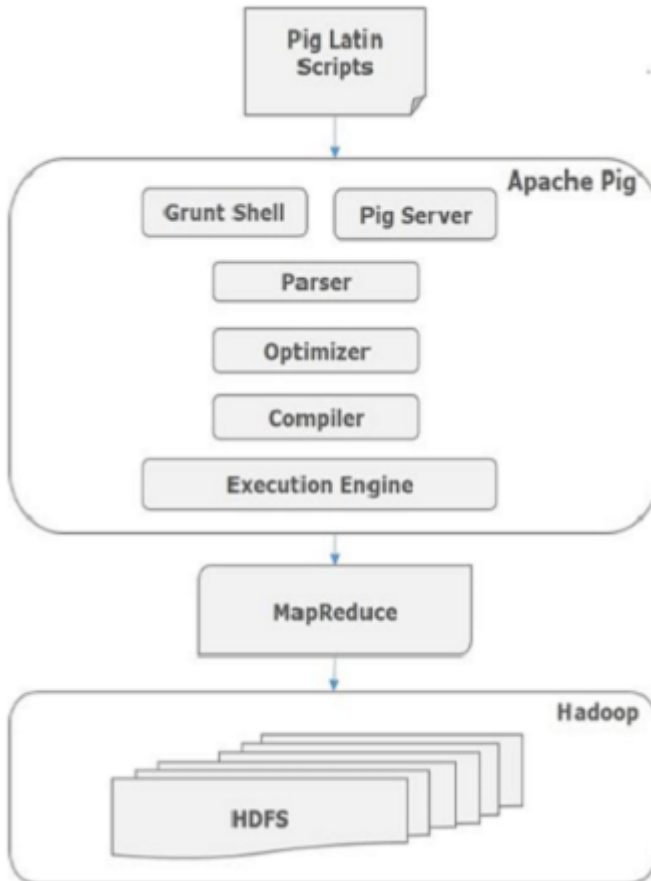 Pig Latin
Scripts
Apache Pig
Grunt Shell
Pig Server
Parser
Optimizer
Compiler
Execution Engine
MapReduce
Hadoop
HDFS